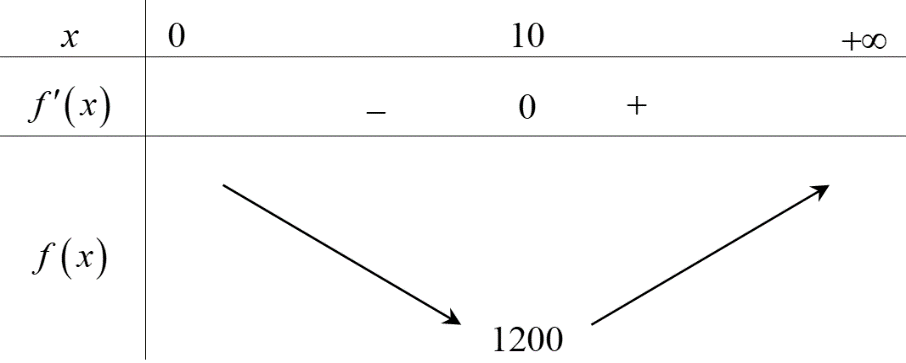 x 0 10 +∞
f′(x) − 0 +
f(x)
1200